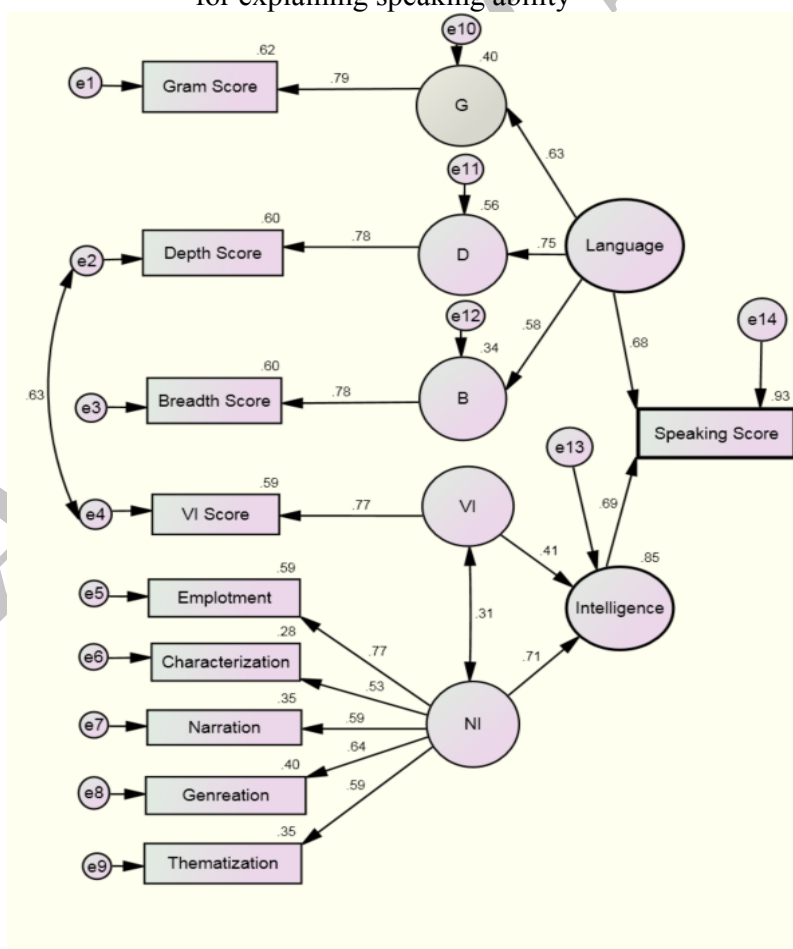 for explaining speaking ability
e10
.62
.40
e1
Gram Score
.79
G
e11
.63
.56
.60
e2
Depth Score
.78
D
.75
Language
e12
.58
.34
.60
.68
e14
.63
e3
Breadth Score
.78
B
.93
Speaking Score
e13
.59
e4
VI Score
.77
VI
.69
.41
.85
.59
e5
Emplotment
Intelligence
.31
.28
e6
Characterization
.77
.71
.53
.35
e7
Narration
.59
NI
.64
.40
e8
Genreation
.59
.35
e9
Thematization